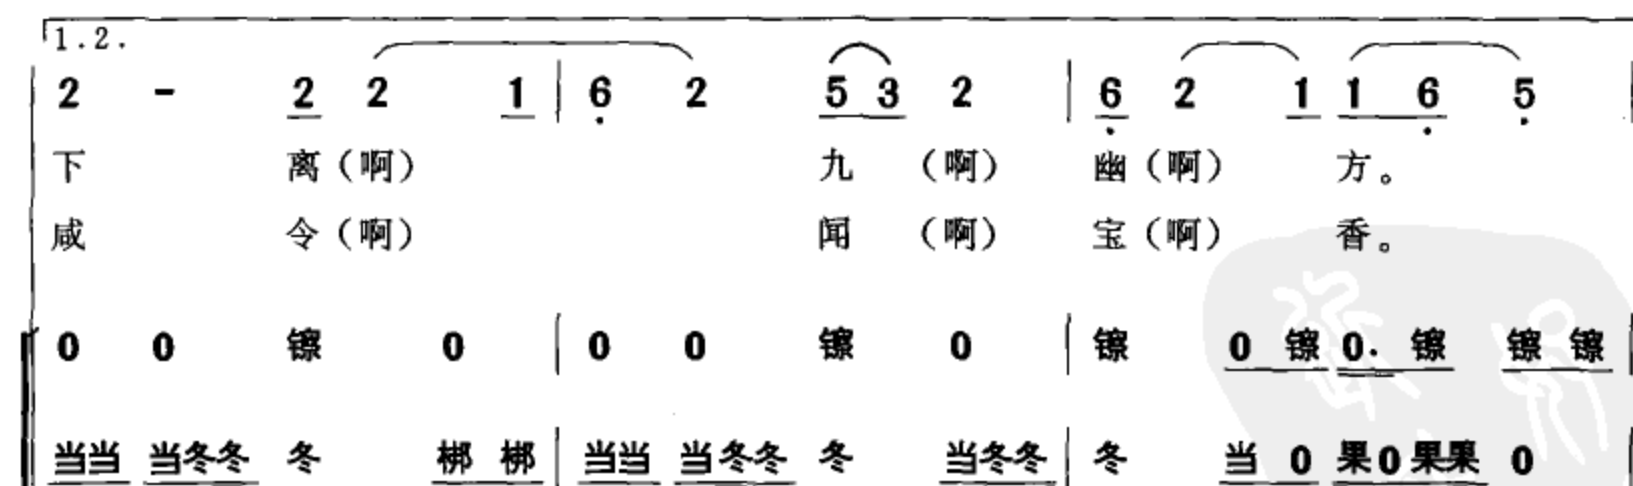 1.2.
2 - 2 2 1 | 6 2 5 3 2 | 6 2 1 1 6 5
下 离(啊) 九 (啊) 幽(啊) 方。
咸 令(啊) 闻 (啊) 宝(啊) 香。
0 0 镲 0 | 0 0 镲 0 | 镲 0 镲 0. 镲 镲 镲
当当 当冬冬 冬 梆 梆 | 当当 当冬冬 冬 当冬冬 | 冬 当 0 果0果果 0